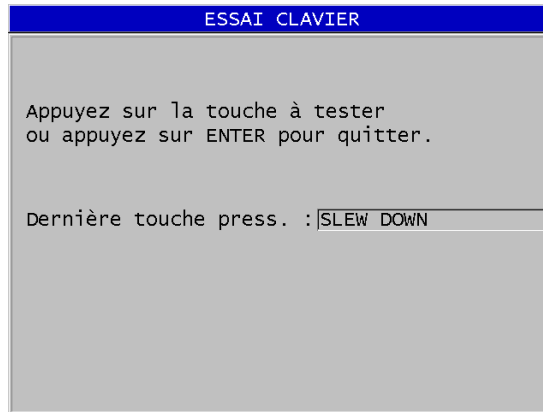 ESSAI CLAVIER
Appuyez sur la touche à tester
ou appuyez sur ENTER pour quitter.
Dernière touche press. : SLEW DOWN